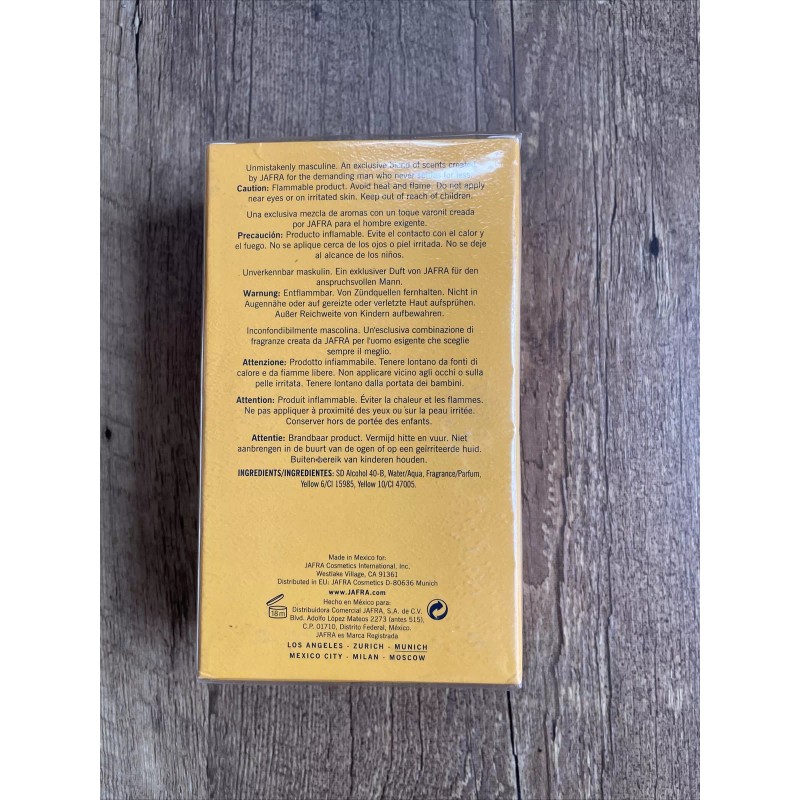 Unmistakenly masculine. An exclusive blend of scents created
by JAFRA for the demanding man who never
Caution: Flammable product. Avoid heat and flame. Do not apply
near eyes or on irritated skin. Keep out of reach of children.
Una exclusiva mezcla de aromas con un toque varonil creada
por JAFRA para el hombre exigente.
Precaución: Producto inflamable. Evite el contacto con el calor y
el fuego. No se aplique cerca de los ojos o piel irritada. No se deje
al alcance de los niños.
Unverkennbar maskulin. Ein exklusiver Duft von JAFRA für den
anspruchsvollen Mann.
Warnung: Entflammbar. Von Zündquellen fernhalten. Nicht in
Augennähe oder auf gereizte oder verletzte Haut aufsprühen.
Außer Reichweite von Kindern aufbewahren.
Inconfondibilmente mascolina. Un'esclusiva combinazione di
fragranze creata da JAFRA per l'uomo esigente che sceglie
sempre il meglio.
Attenzione: Prodotto infiammabile. Tenere lontano da fonti di
calore e da fiamme libere. Non applicare vicino agli occhi o sulla
pelle irritata. Tenere lontano dalla portata dei bambini.
Attention: Produit inflammable. Éviter la chaleur et les flammes.
Ne pas appliquer à proximité des yeux ou sur la peau irritée.
Conserver hors de portée des enfants.
Attentie: Brandbaar product. Vermijd hitte en vuur. Niet
aanbrengen in de buurt van de ogen of op een geïrriteerde huid.
Buitenbereik van kinderen houden.
INGREDIENTS/INGREDIENTES: SD Alcohol 40-B, Water/Aqua, Fragrance/Parfum,
Yellow 6/CI 15985, Yellow 10/CI 47005.
Made in Mexico for:
JAFRA Cosmetics International, Inc.
Westlake Village, CA 91361
Distributed in EU: JAFRA Cosmetics D-80636 Munich
www.JAFRA.com
Hecho en México para:
Distribuidora Comercial JAFRA, S.A. de C.V.
Blvd. Adolfo López Mateos 2273 (antes 515),
C.P. 01710, Distrito Federal, México.
JAFRA es Marca Registrada
18m
LOS ANGELES - ZURICH - MUNICH
MEXICO CITY - MILAN - MOSCOW